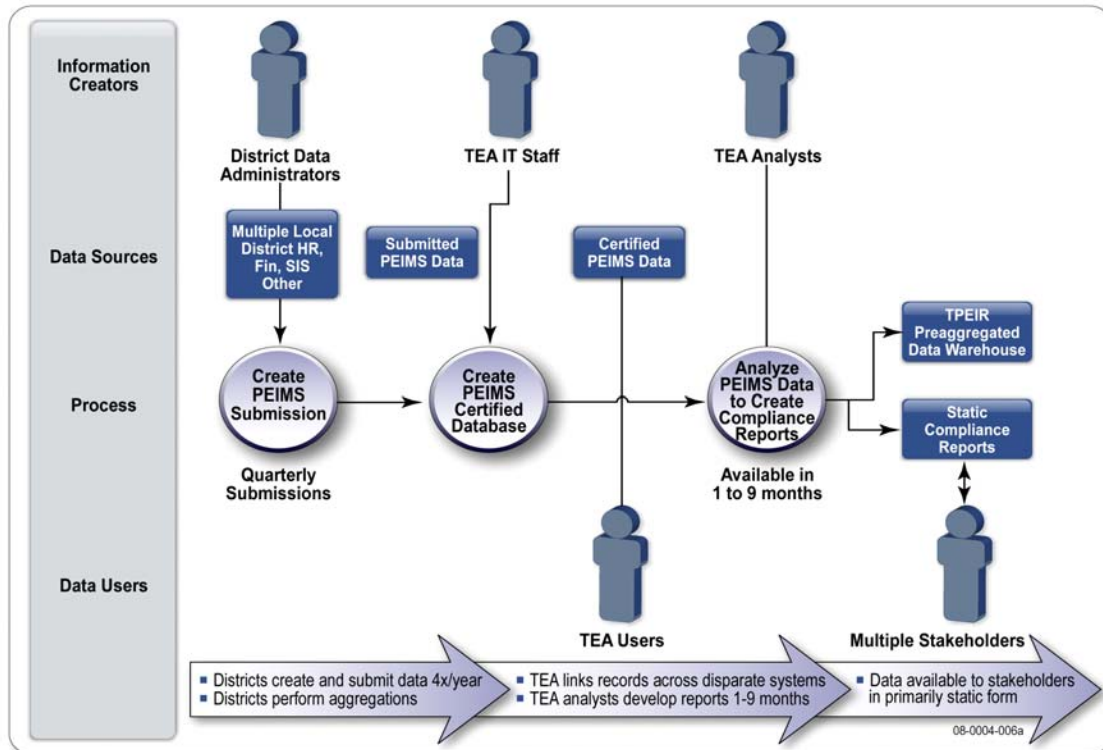 Information
Creators
District Data
Administrators
TEA IT Staff
TEA Analysts
Data Sources
Multiple Local
District HR,
Fin, SIS
Other
Submitted
PEIMS Data
Certified
PEIMS Data
TPEIR
Preaggregated
Data Warehouse
Process
Create
PEIMS
Submission
Create
PEIMS
Certified
Database
Analyze
PEIMS Data
to Create
Compliance
Reports
Static
Compliance
Reports
Quarterly
Submissions
Available in
1 to 9 months
Data Users
TEA Users
Multiple Stakeholders
Districts create and submit data 4x/year
Districts perform aggregations
TEA links records across disparate systems
TEA analysts develop reports 1-9 months
Data available to stakeholders
in primarily static form
08-0004-006a